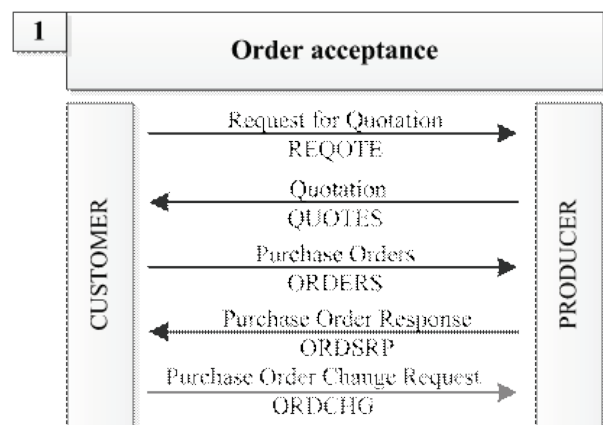 1
Order acceptance
CUSTOMER
Request for Quotation
REQOTE
Quotation
QUOTES
Purchase Orders
ORDERS
Purchase Order Response
ORDSRP
Purchase Order Change Request
ORDCHG
PRODUCER